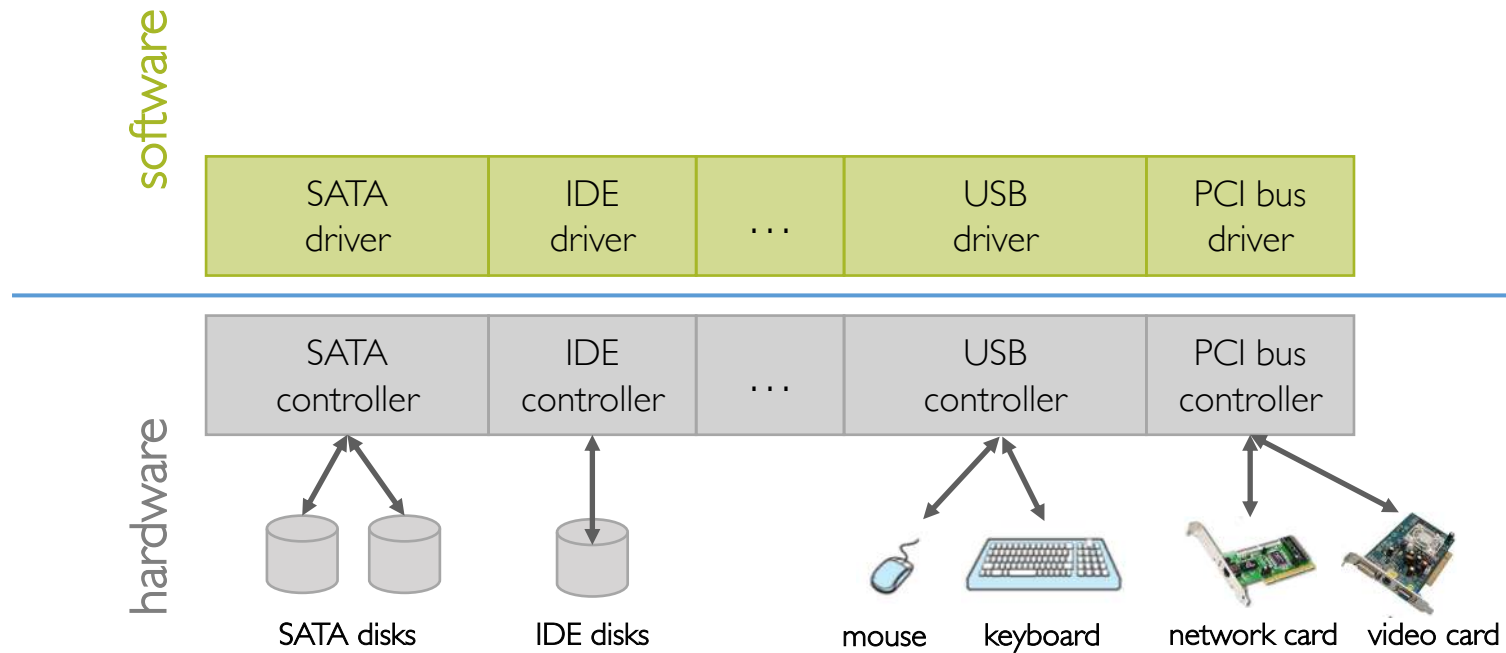 software
SATA
driver
IDE
driver
. . .
USB
driver
PCI bus
driver
hardware
SATA
controller
IDE
controller
. . .
USB
controller
PCI bus
controller
SATA disks
IDE disks
mouse
keyboard
network card
video card